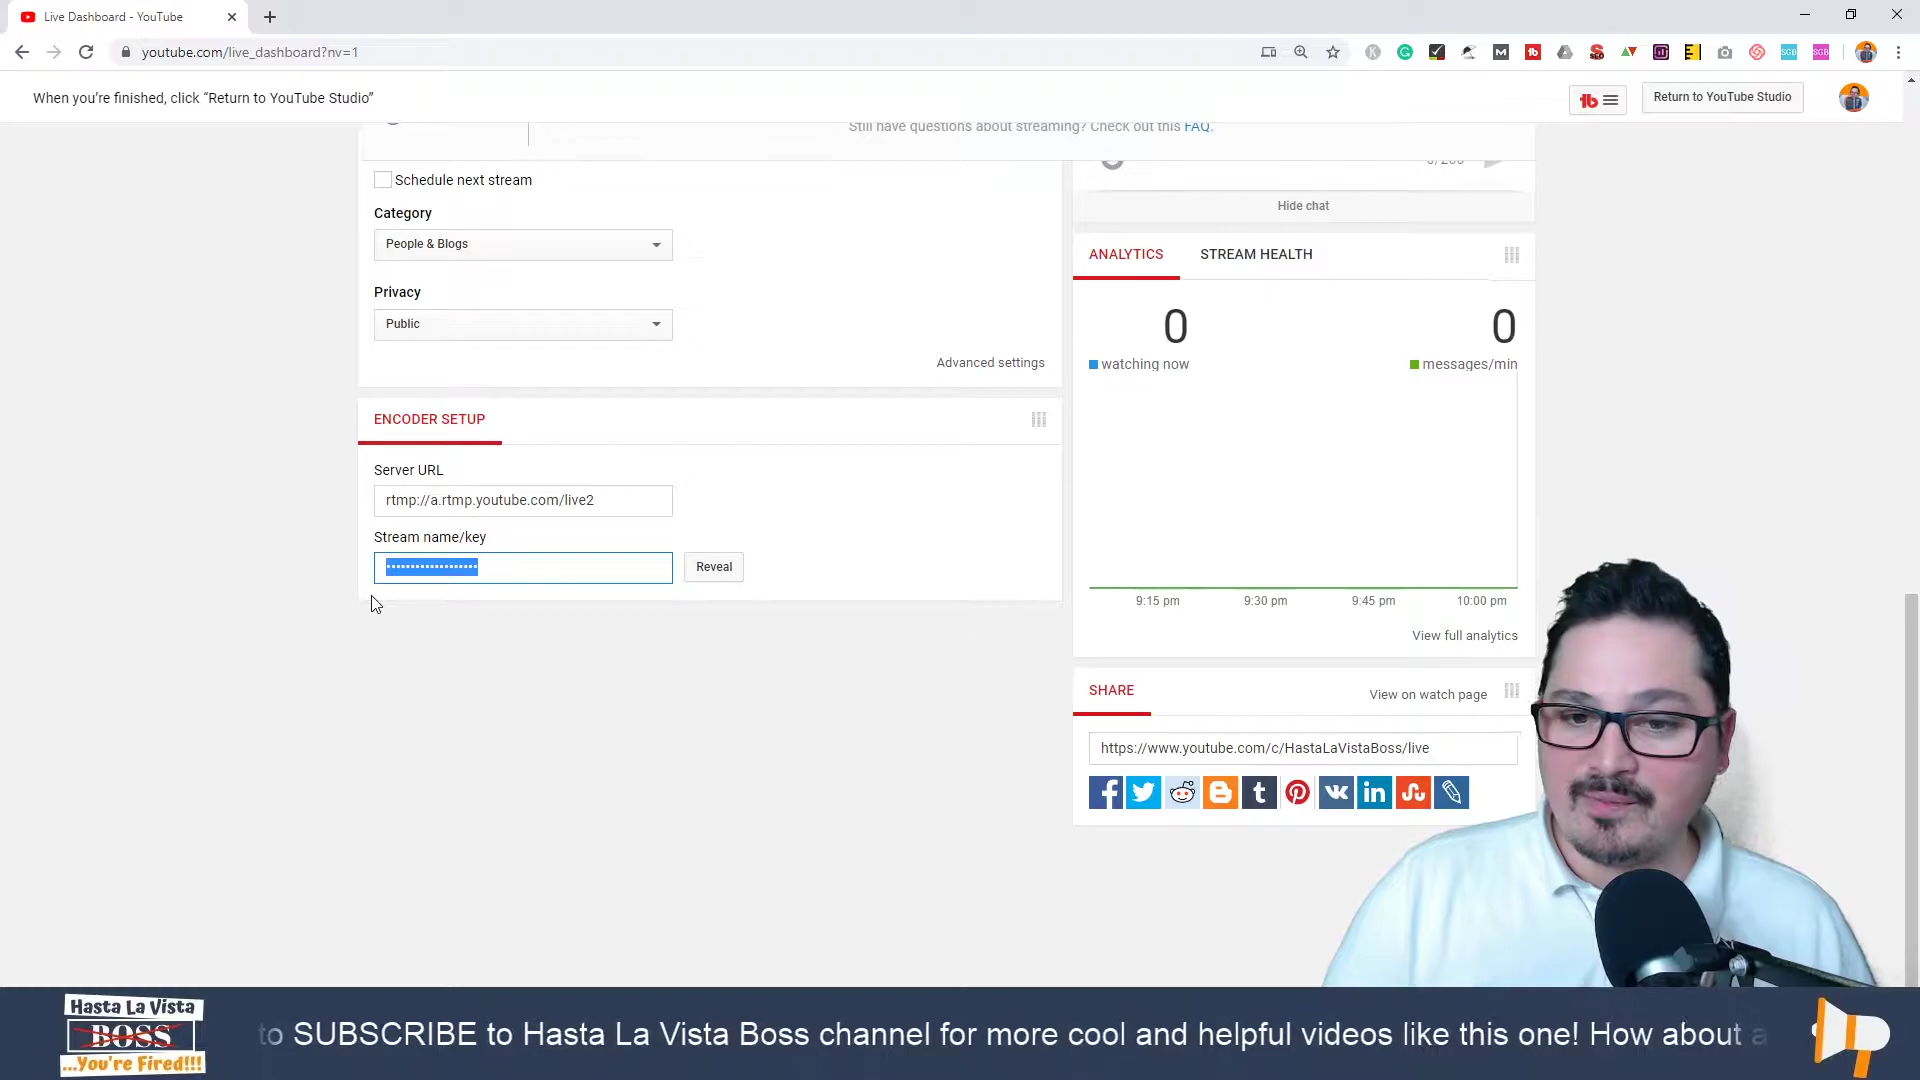 Live Dashboard - YouTube
youtube.com/live_dashboard?nv=1
When you're finished, click “Return to YouTube Studio”
Return to YouTube Studio
Still have questions about streaming? Check out this FAQ.
Schedule next stream
Category
People & Blogs
Privacy
Public
Advanced settings
ENCODER SETUP
Server URL
rtmp://a.rtmp.youtube.com/live2
Stream name/key
Reveal
Hide chat
ANALYTICS
STREAM HEALTH
0
0
watching now
messages/min
9:15 pm
9:30 pm
9:45 pm
10:00 pm
View full analytics
SHARE
View on watch page
https://www.youtube.com/c/HastaLaVistaBoss/live
Hasta La Vista
BOSS
...You're Fired!!!
to SUBSCRIBE to Hasta La Vista Boss channel for more cool and helpful videos like this one! How about a